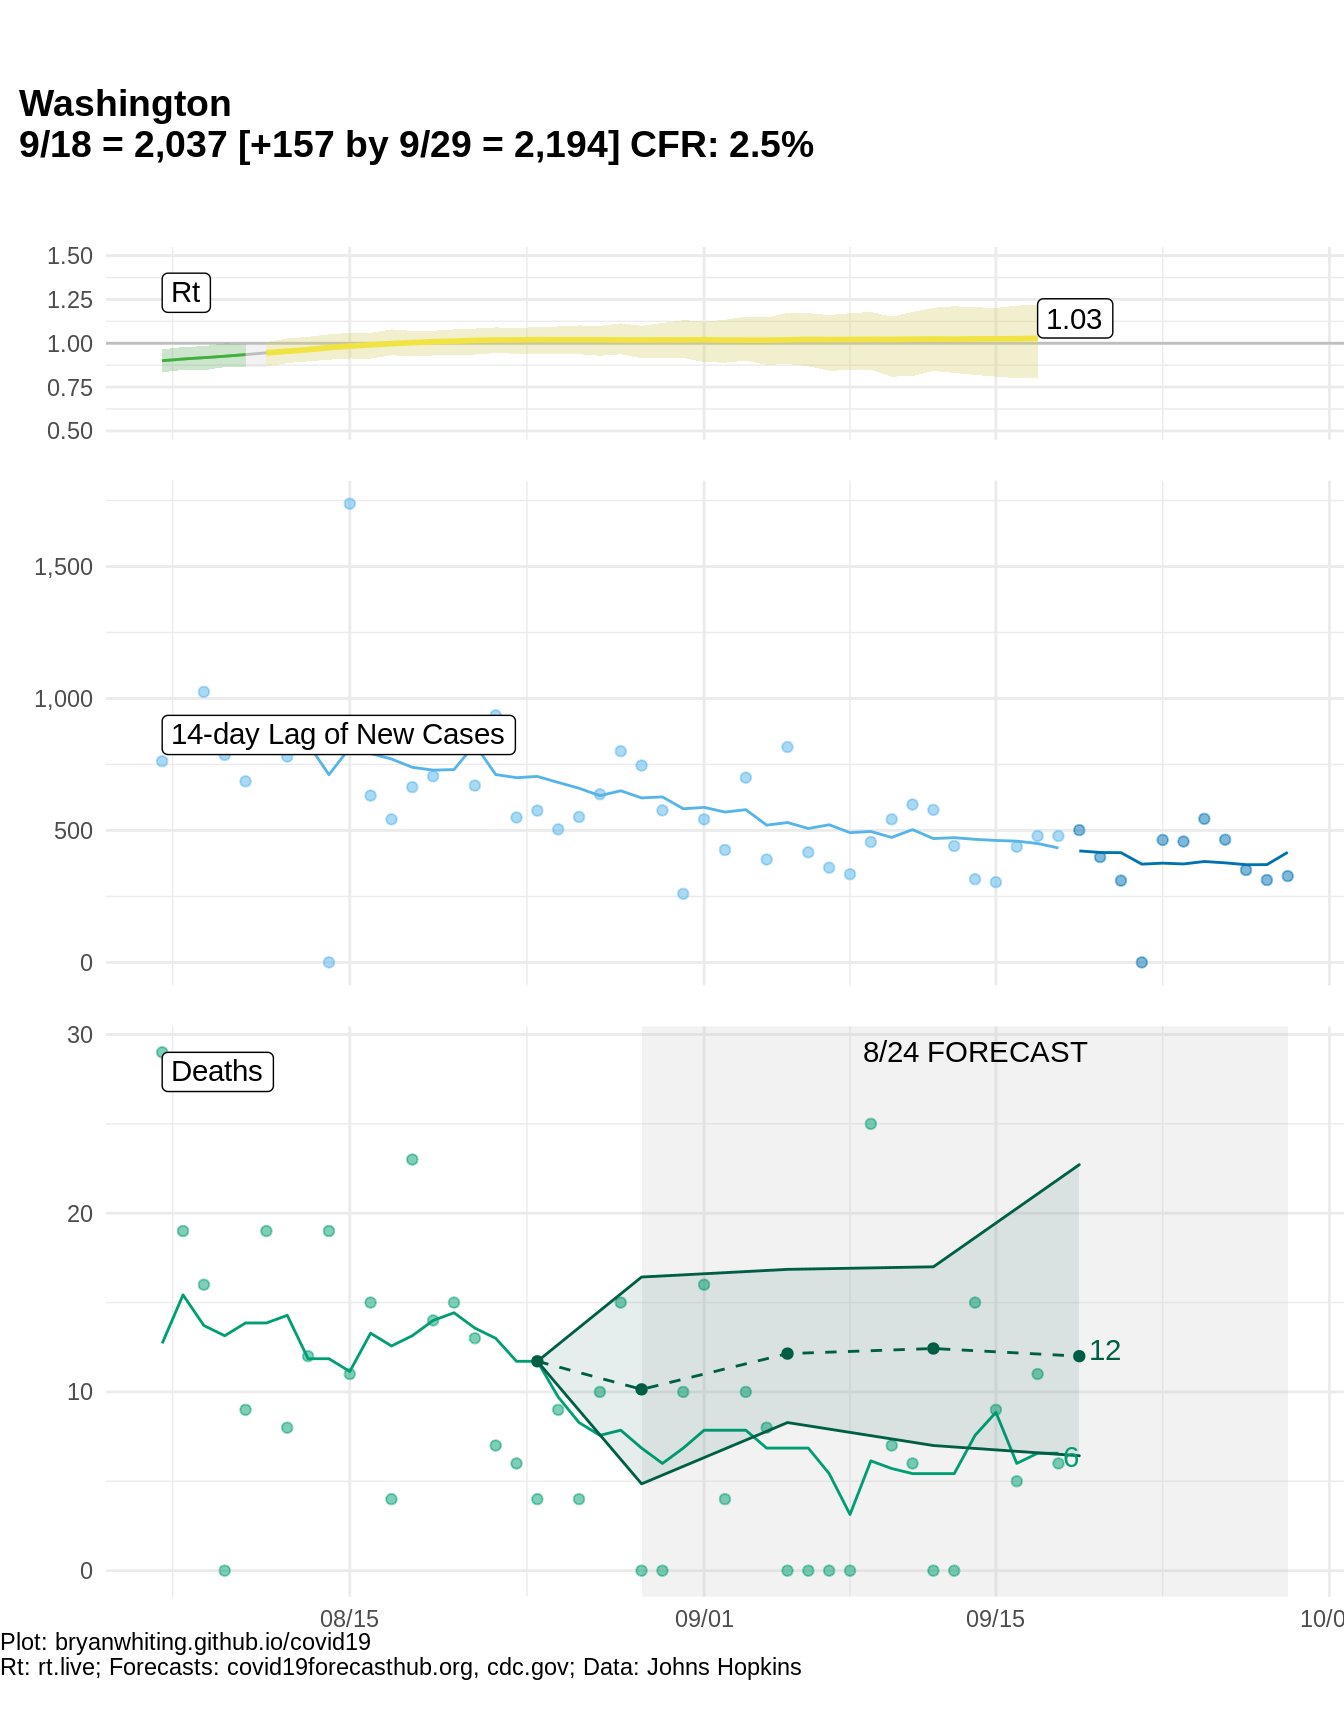 Washington
9/18 = 2,037 [+157 by 9/29 = 2,194] CFR: 2.5%
1.50
1.25
1.00
0.75
0.50
Rt
1.03
1,500
1,000
500
0
14-day Lag of New Cases
30
20
10
0
Deaths
8/24 FORECAST
12
6
08/15
09/01
09/15
10/0
Plot: bryanwhiting.github.io/covid19
Rt: rt.live; Forecasts: covid19forecasthub.org, cdc.gov; Data: Johns Hopkins